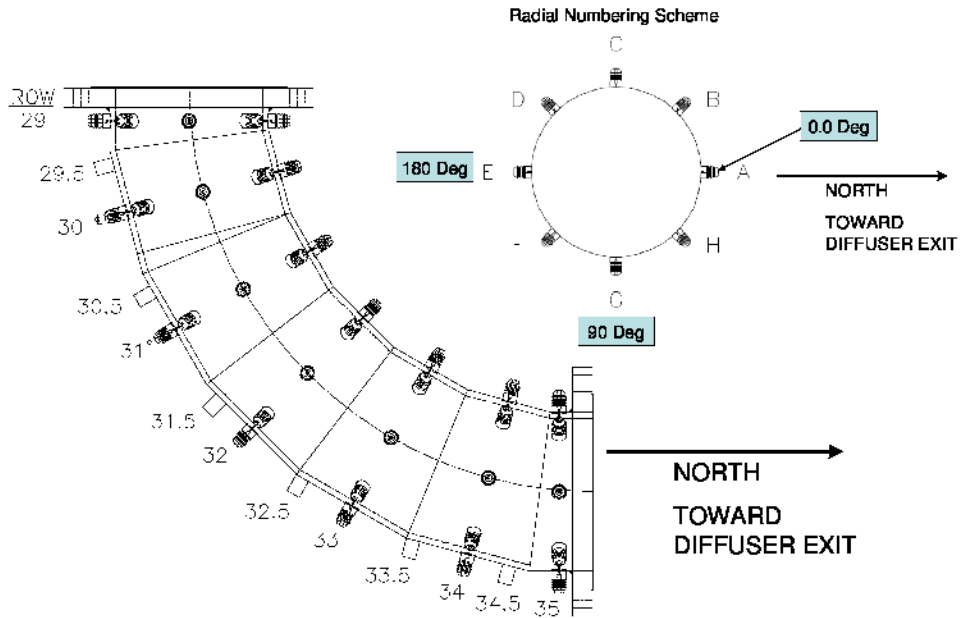 Radial Numbering Scheme
C
D
B
0.0 Deg
180 Deg
E
A
NORTH
TOWARD
DIFFUSER EXIT
-
H
C
90 Deg
ROW
29
29.5
30
30.5
31°
31.5
32
32.5
33
33.5
34
34.5
35
NORTH
TOWARD
DIFFUSER EXIT